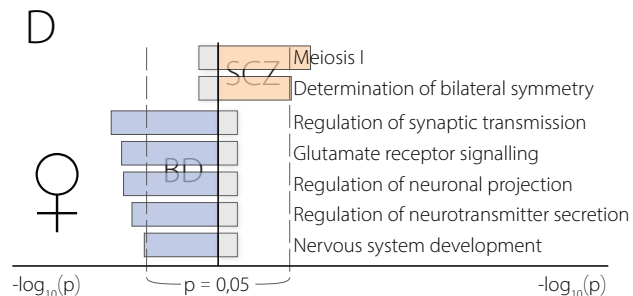 D
Meiosis I
SCZ
Determination of bilateral symmetry
Regulation of synaptic transmission
Glutamate receptor signalling
BD
Regulation of neuronal projection
Regulation of neurotransmitter secretion
Nervous system development
-log10(p) p = 0,05 -log10(p)